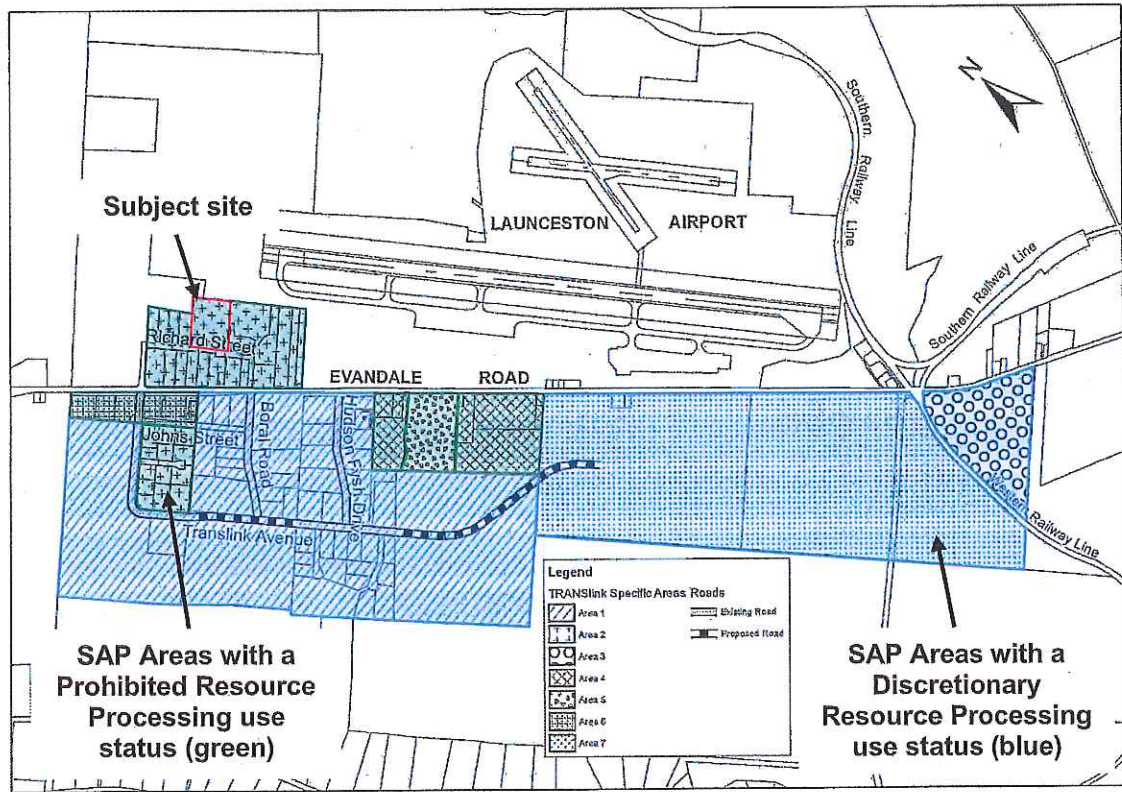 N
Southern Railway Line
Subject site
LAUNCESTON AIRPORT
Southern Railway Line
Richard Street
EVANDALE ROAD
Johns Street
Boral Road
Hudson Fish Drive
Translink Avenue
Western Railway Line
Legend
TRANSlink Specific Areas Roads
Area 1
Existing Road
Area 2
Proposed Road
Area 3
Area 4
Area 5
Area 6
Area 7
SAP Areas with a
Prohibited Resource
Processing use
status (green)
SAP Areas with a
Discretionary
Resource Processing
use status (blue)